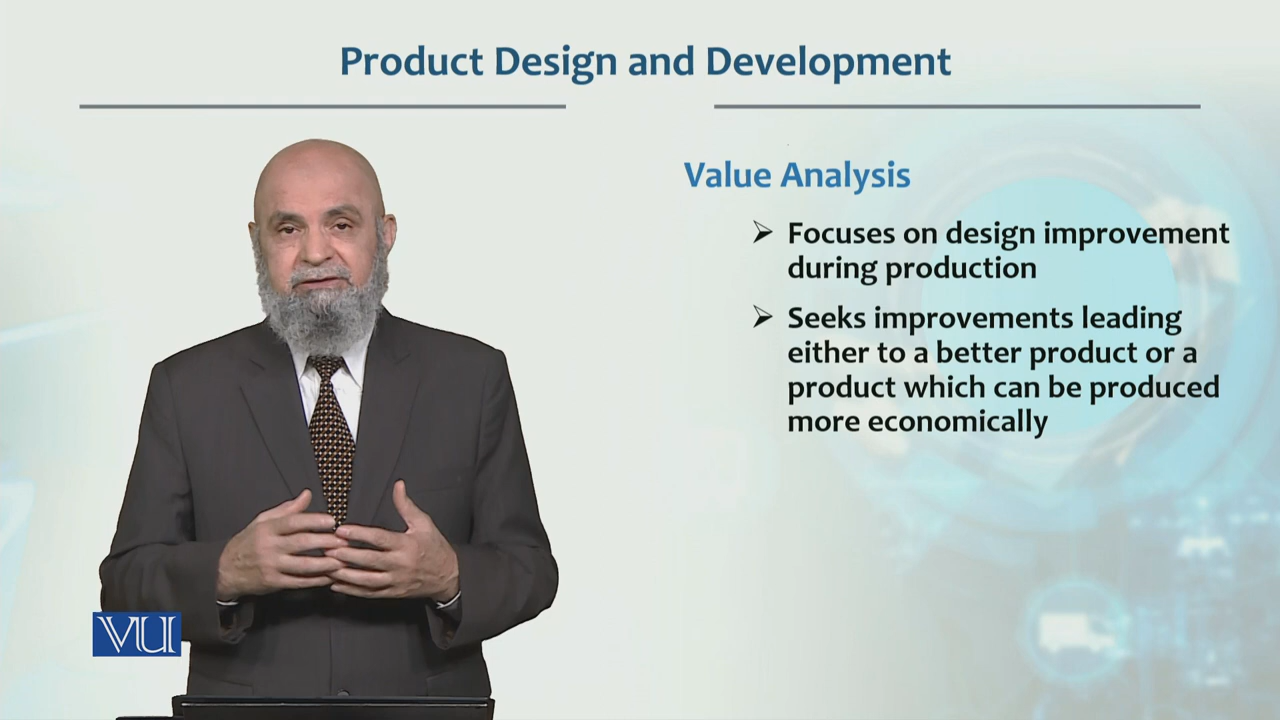 Product Design and Development
Value Analysis
➢ Focuses on design improvement
during production
➢ Seeks improvements leading
either to a better product or a
product which can be produced
more economically
VU